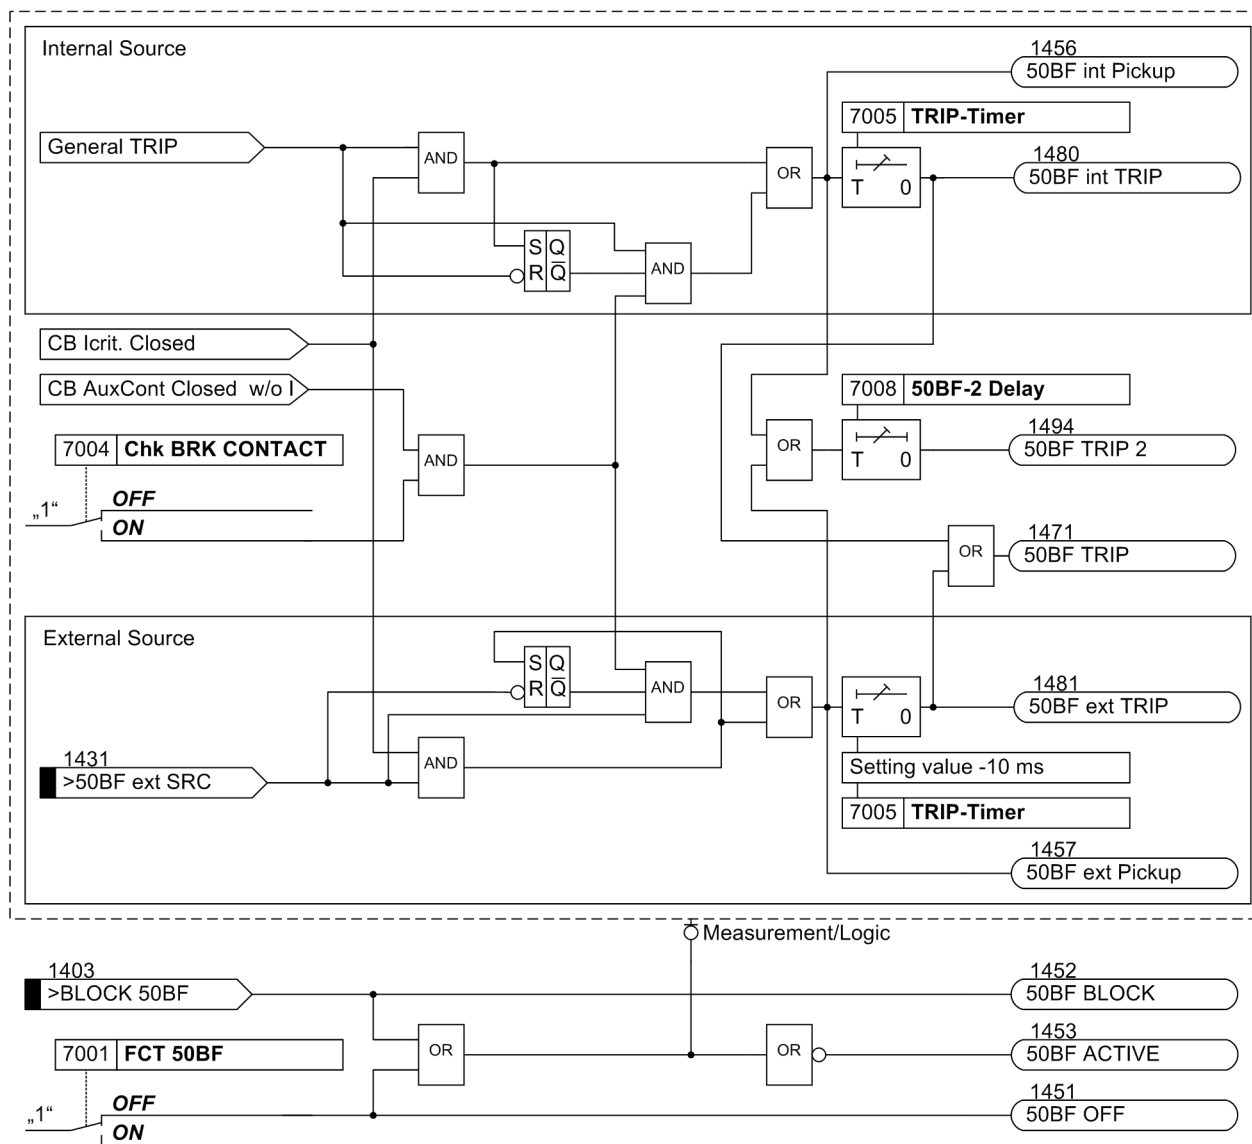 Internal Source
1456
50BF int Pickup
7005 TRIP-Timer
General TRIP
AND
OR
T 0
1480
50BF int TRIP
S Q
R Q̅
AND
CB Icrit. Closed
CB AuxCont Closed w/o I
7008 50BF-2 Delay
7004 Chk BRK CONTACT
AND
OR
T 0
1494
50BF TRIP 2
„1“
OFF
ON
OR
1471
50BF TRIP
External Source
S Q
R Q̅
AND
OR
T 0
1481
50BF ext TRIP
1431
>50BF ext SRC
AND
Setting value -10 ms
7005 TRIP-Timer
1457
50BF ext Pickup
Measurement/Logic
1403
>BLOCK 50BF
1452
50BF BLOCK
7001 FCT 50BF
OR
OR
1453
50BF ACTIVE
„1“
OFF
ON
1451
50BF OFF